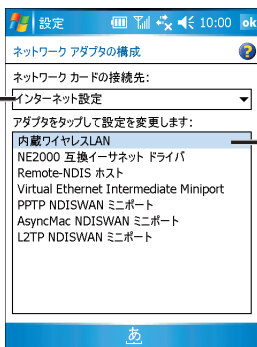 設定 10:00 ok
ネットワーク アダプタの構成
ネットワーク カードの接続先:
インターネット設定
アダプタをタップして設定を変更します:
内蔵ワイヤレスLAN
NE2000 互換イーサネット ドライバ
Remote-NDIS ホスト
Virtual Ethernet Intermediate Miniport
PPTP NDISWAN ミニポート
AsyncMac NDISWAN ミニポート
L2TP NDISWAN ミニポート
あ